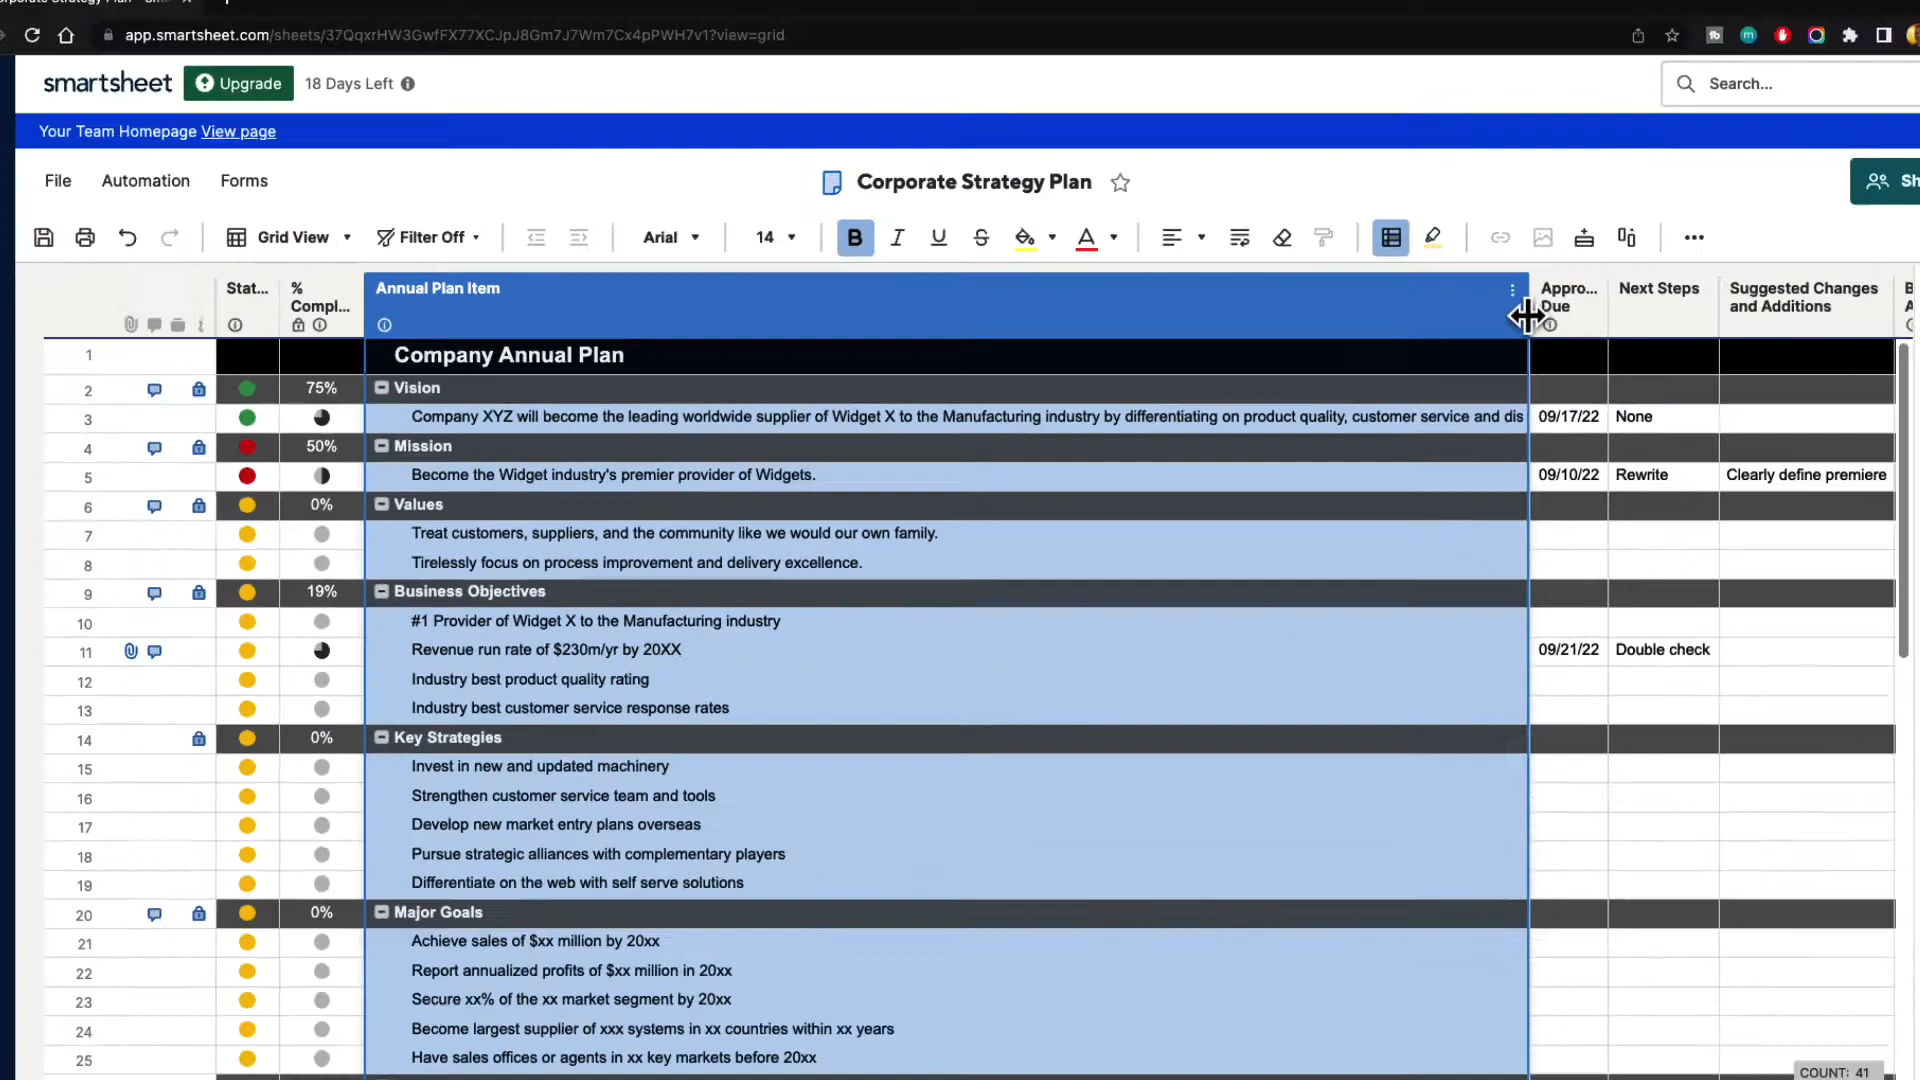 app.smartsheet.com/sheets/37QqxrHW3GwfFX77XCJpJ8Gm7J7Wm7Cx4pPWH7v1?view=grid
smartsheet Upgrade 18 Days Left Search...
Your Team Homepage View page
File Automation Forms Corporate Strategy Plan
Grid View Filter Off Arial 14 B I U S A
Stat... % Compl... Annual Plan Item Appro... Due Next Steps Suggested Changes and Additions
1 Company Annual Plan
2 75% Vision
3 Company XYZ will become the leading worldwide supplier of Widget X to the Manufacturing industry by differentiating on product quality, customer service and dis 09/17/22 None
4 50% Mission
5 Become the Widget industry's premier provider of Widgets. 09/10/22 Rewrite Clearly define premiere
6 0% Values
7 Treat customers, suppliers, and the community like we would our own family.
8 Tirelessly focus on process improvement and delivery excellence.
9 19% Business Objectives
10 #1 Provider of Widget X to the Manufacturing industry
11 Revenue run rate of $230m/yr by 20XX 09/21/22 Double check
12 Industry best product quality rating
13 Industry best customer service response rates
14 0% Key Strategies
15 Invest in new and updated machinery
16 Strengthen customer service team and tools
17 Develop new market entry plans overseas
18 Pursue strategic alliances with complementary players
19 Differentiate on the web with self serve solutions
20 0% Major Goals
21 Achieve sales of $xx million by 20xx
22 Report annualized profits of $xx million in 20xx
23 Secure xx% of the xx market segment by 20xx
24 Become largest supplier of xxx systems in xx countries within xx years
25 Have sales offices or agents in xx key markets before 20xx
COUNT: 41